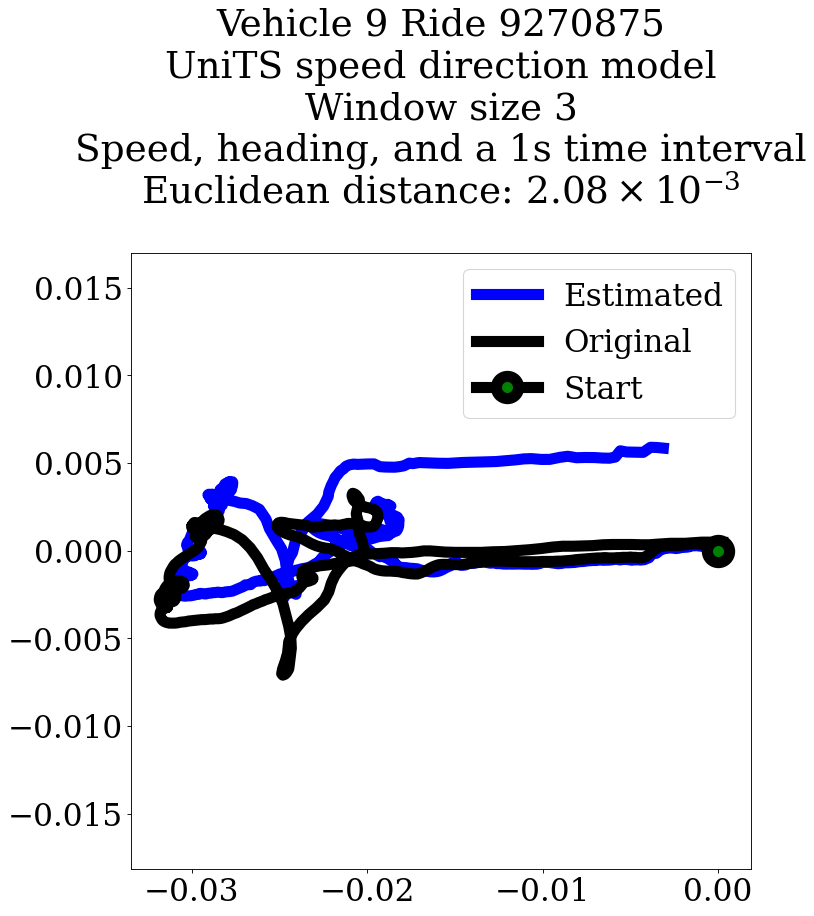 Vehicle 9 Ride 9270875
UniTS speed direction model
Window size 3
Speed, heading, and a 1s time interval
Euclidean distance: 2.08 × 10⁻³
Estimated
Original
Start
0.015
0.010
0.005
0.000
−0.005
−0.010
−0.015
−0.03 −0.02 −0.01 0.00